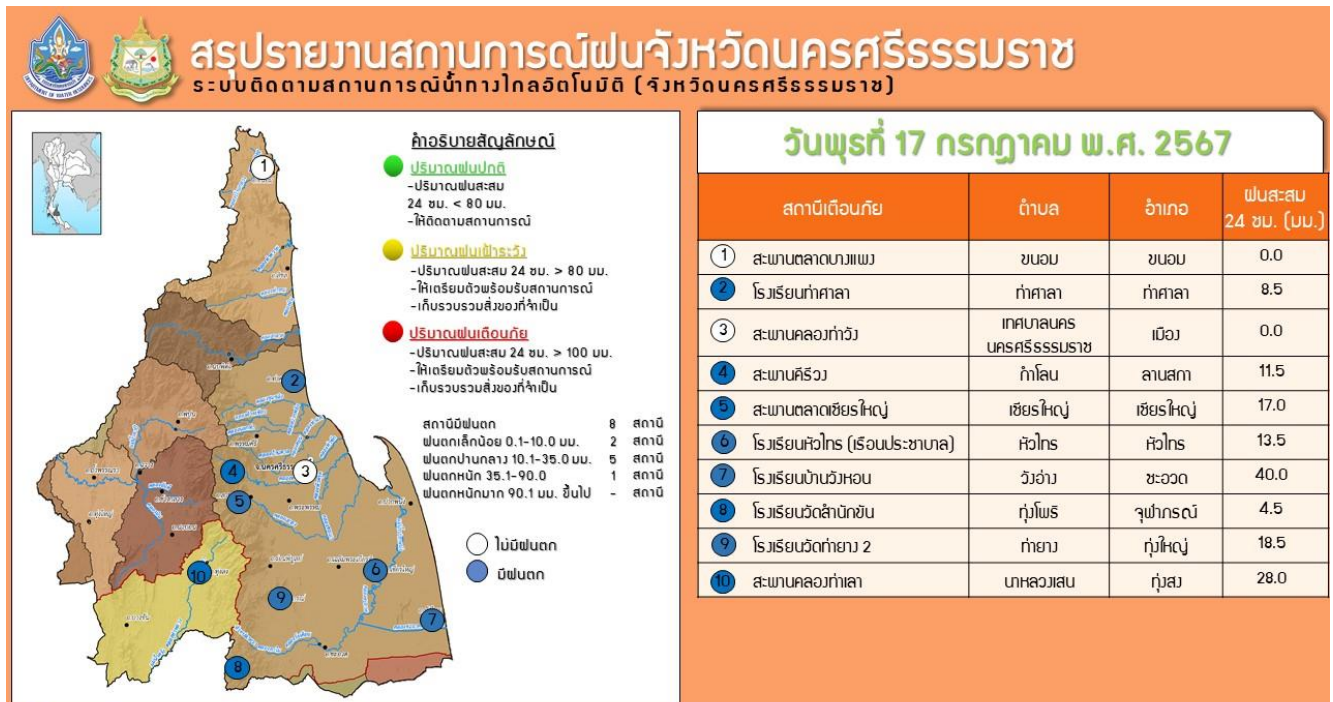 สรุปรายงานสถานการณ์ฝนจังหวัดนครศรีธรรมราช
ระบบติดตามสถานการณ์น้ำทางไกลอัตโนมัติ (จังหวัดนครศรีธรรมราช)
คำอธิบายสัญลักษณ์
ปริมาณฝนปกติ
-ปริมาณฝนสะสม
24 ชม. < 80 มม.
-ให้ติดตามสถานการณ์
ปริมาณฝนเฝ้าระวัง
-ปริมาณฝนสะสม 24 ชม. > 80 มม.
-ให้เตรียมตัวพร้อมรับสถานการณ์
-เก็บรวบรวมสิ่งของที่จำเป็น
ปริมาณฝนเตือนภัย
-ปริมาณฝนสะสม 24 ชม. > 100 มม.
-ให้เตรียมตัวพร้อมรับสถานการณ์
-เก็บรวบรวมสิ่งของที่จำเป็น
สถานีมีฝนตก 8 สถานี
ฝนตกเล็กน้อย 0.1-10.0 มม. 2 สถานี
ฝนตกปานกลาง 10.1-35.0 มม. 5 สถานี
ฝนตกหนัก 35.1-90.0 1 สถานี
ฝนตกหนักมาก 90.1 มม. ขึ้นไป - สถานี
ไม่มีฝนตก
มีฝนตก
1
2
3
4
5
6
7
8
9
10
วันพุธที่ 17 กรกฎาคม พ.ศ. 2567
สถานีเตือนภัย ตำบล อำเภอ ฝนสะสม
24 ชม. (มม.)
1 สะพานตลาดบางแพง ขนอม ขนอม 0.0
2 โรงเรียนท่าศาลา ท่าศาลา ท่าศาลา 8.5
3 สะพานคลองท่าวัง เทศบาลนคร
นครศรีธรรมราช เมือง 0.0
4 สะพานคีรีวง กำโลน ลานสกา 11.5
5 สะพานตลาดเชียรใหญ่ เชียรใหญ่ เชียรใหญ่ 17.0
6 โรงเรียนหัวไทร (เรือนประชาบาล) หัวไทร หัวไทร 13.5
7 โรงเรียนบ้านวังหอน วังอ่าง ชะอวด 40.0
8 โรงเรียนวัดสำนักขัน ทุ่งโพธิ จุฬาภรณ์ 4.5
9 โรงเรียนวัดท่ายาง 2 ท่ายาง ทุ่งใหญ่ 18.5
10 สะพานคลองท่าเลา นาหลวงเสน ทุ่งสง 28.0